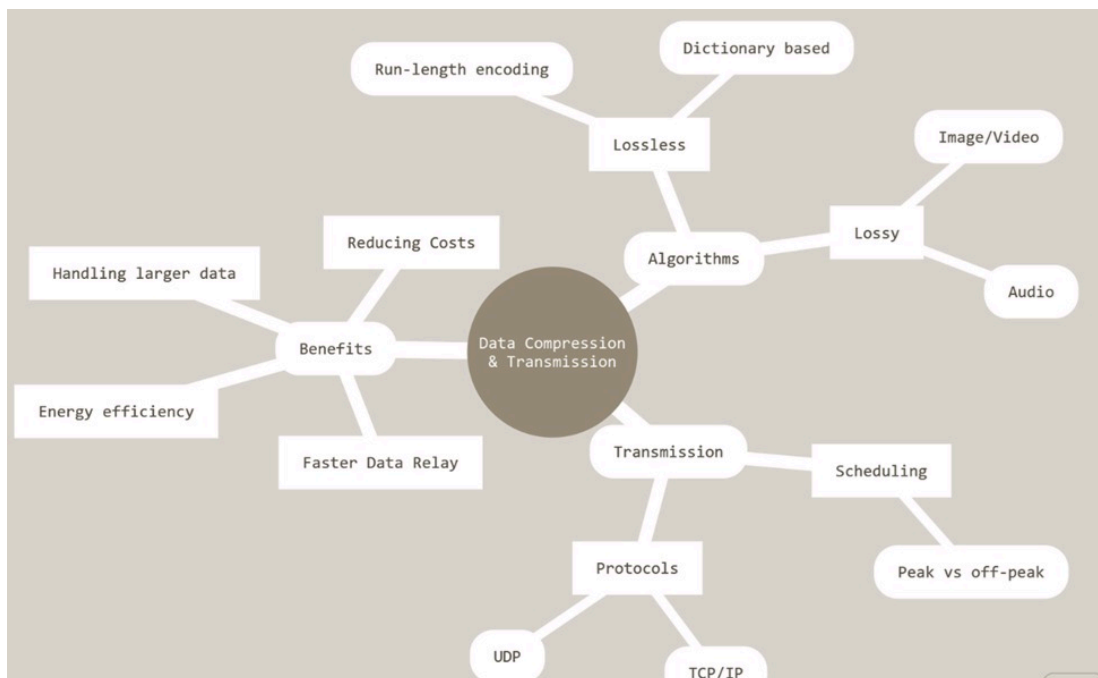 Dictionary based
Run-length encoding
Lossless
Image/Video
Lossy
Algorithms
Audio
Reducing Costs
Handling larger data
Benefits
Energy efficiency
Faster Data Relay
Data Compression
& Transmission
Transmission
Scheduling
Peak vs off-peak
Protocols
UDP
TCP/IP